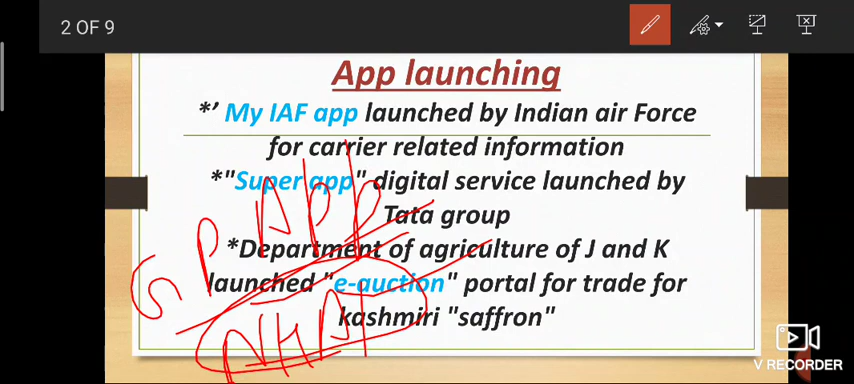 2 OF 9
App launching
*’ My IAF app launched by Indian air Force
for carrier related information
*"Super app" digital service launched by
Tata group
*Department of agriculture of J and K
launched "e-auction" portal for trade for
kashmiri "saffron"
G P App
NHAI
V RECORDER